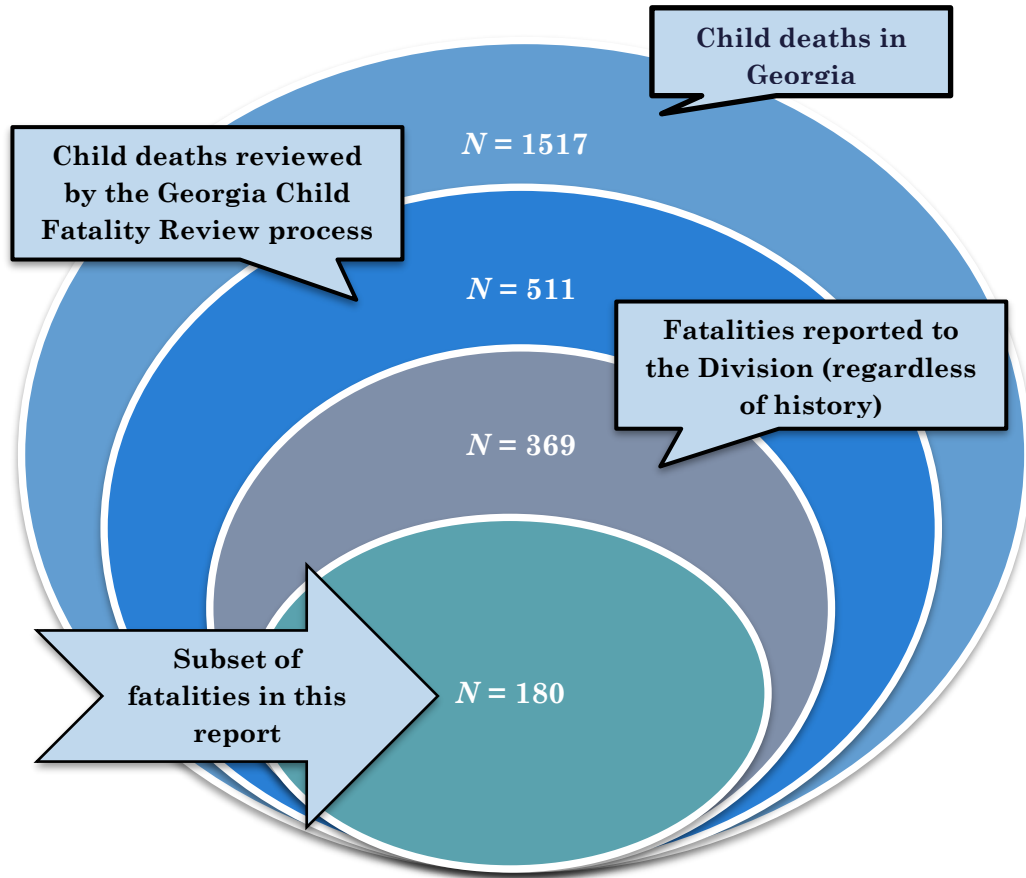 Child deaths in
Georgia
N = 1517
Child deaths reviewed
by the Georgia Child
Fatality Review process
N = 511
Fatalities reported to
the Division (regardless
of history)
N = 369
Subset of
fatalities in this
report
N = 180